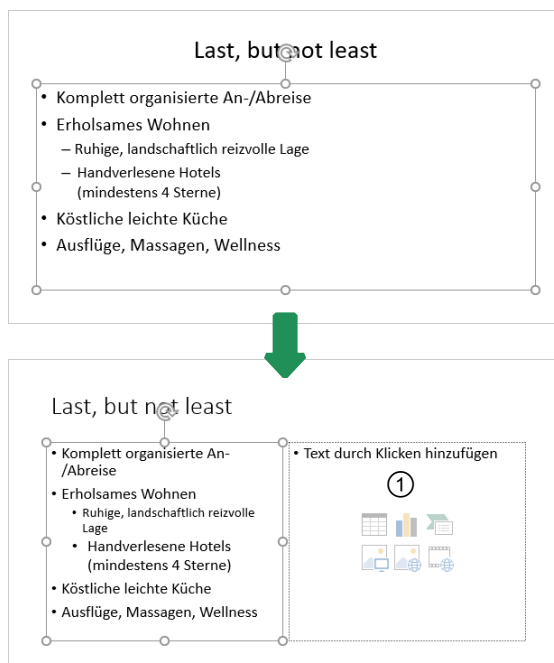 Last, but not least
• Komplett organisierte An-/Abreise
• Erholsames Wohnen
– Ruhige, landschaftlich reizvolle Lage
– Handverlesene Hotels
(mindestens 4 Sterne)
• Köstliche leichte Küche
• Ausflüge, Massagen, Wellness
Last, but not least
• Komplett organisierte An-
/Abreise
• Erholsames Wohnen
• Ruhige, landschaftlich reizvolle
Lage
• Handverlesene Hotels
(mindestens 4 Sterne)
• Köstliche leichte Küche
• Ausflüge, Massagen, Wellness
• Text durch Klicken hinzufügen
1